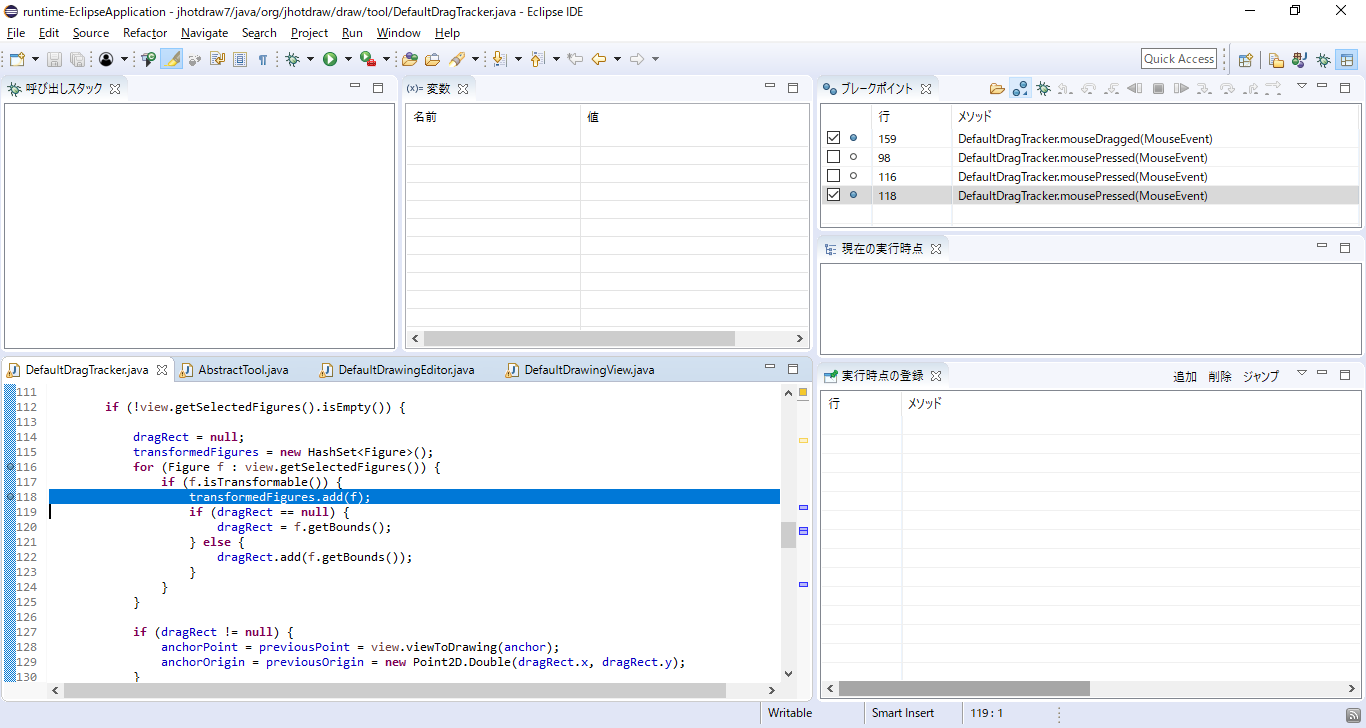 runtime-EclipseApplication - jhotdraw7/java/org/jhotdraw/draw/tool/DefaultDragTracker.java - Eclipse IDE
File Edit Source Refactor Navigate Search Project Run Window Help
Quick Access
呼び出しスタック
(x)= 変数
名前 値
ブレークポイント
行 メソッド
159 DefaultDragTracker.mouseDragged(MouseEvent)
98 DefaultDragTracker.mousePressed(MouseEvent)
116 DefaultDragTracker.mousePressed(MouseEvent)
118 DefaultDragTracker.mousePressed(MouseEvent)
現在の実行時点
DefaultDragTracker.java AbstractTool.java DefaultDrawingEditor.java DefaultDrawingView.java
111
112 if (!view.getSelectedFigures().isEmpty()) {
113
114 dragRect = null;
115 transformedFigures = new HashSet<Figure>();
116 for (Figure f : view.getSelectedFigures()) {
117 if (f.isTransformable()) {
118 transformedFigures.add(f);
119 if (dragRect == null) {
120 dragRect = f.getBounds();
121 } else {
122 dragRect.add(f.getBounds());
123 }
124 }
125 }
126
127 if (dragRect != null) {
128 anchorPoint = previousPoint = view.viewToDrawing(anchor);
129 anchorOrigin = previousOrigin = new Point2D.Double(dragRect.x, dragRect.y);
130 }
実行時点の登録
追加 削除 ジャンプ
行 メソッド
Writable Smart Insert 119 : 1